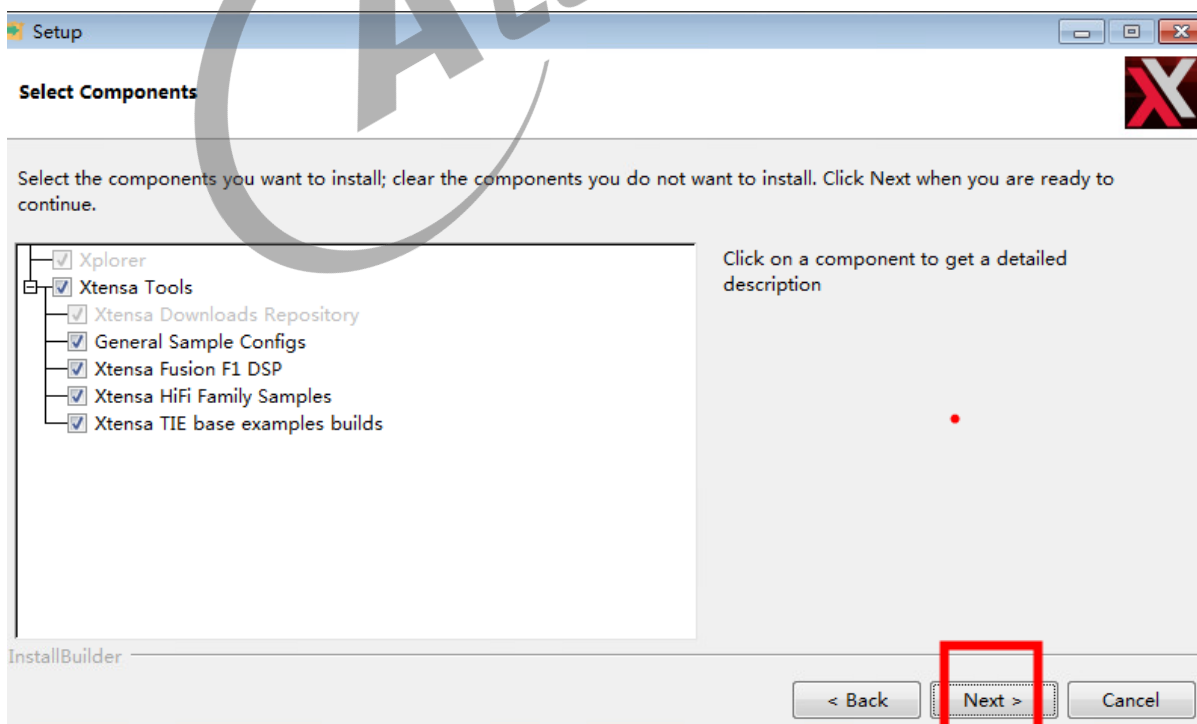 Setup
Select Components
Select the components you want to install; clear the components you do not want to install. Click Next when you are ready to
continue.
Xplorer
Xtensa Tools
Xtensa Downloads Repository
General Sample Configs
Xtensa Fusion F1 DSP
Xtensa HiFi Family Samples
Xtensa TIE base examples builds
Click on a component to get a detailed
description
InstallBuilder
< Back
Next >
Cancel